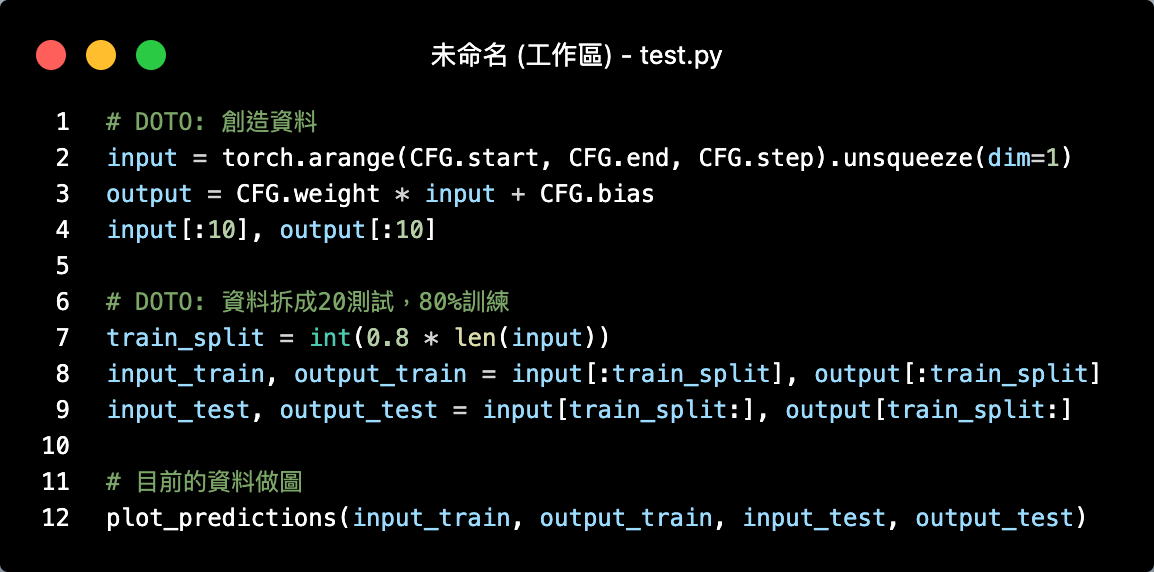 未命名 (工作區) - test.py
1 # DOTO: 創造資料
2 input = torch.arange(CFG.start, CFG.end, CFG.step).unsqueeze(dim=1)
3 output = CFG.weight * input + CFG.bias
4 input[:10], output[:10]
5
6 # DOTO: 資料拆成20測試，80%訓練
7 train_split = int(0.8 * len(input))
8 input_train, output_train = input[:train_split], output[:train_split]
9 input_test, output_test = input[train_split:], output[train_split:]
10
11 # 目前的資料做圖
12 plot_predictions(input_train, output_train, input_test, output_test)